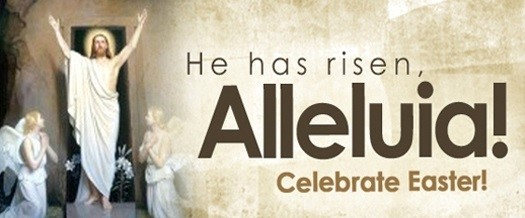 He has risen,
Alleluia!
Celebrate Easter!